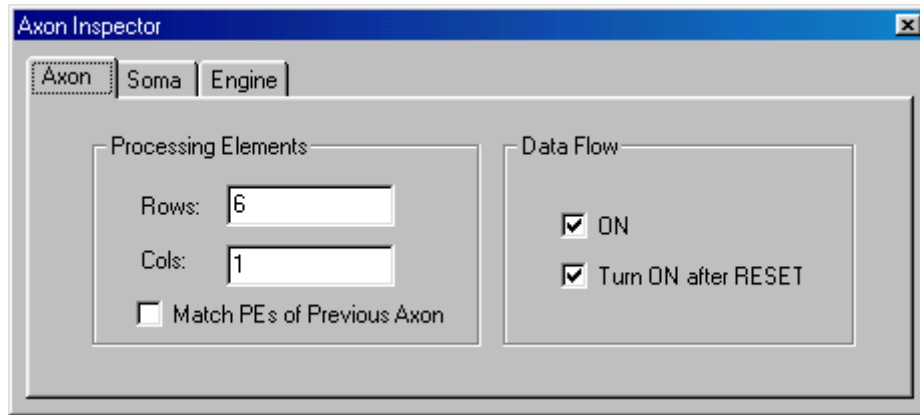 Axon Inspector
Axon Soma Engine
Processing Elements
Rows: 6
Cols: 1
Match PEs of Previous Axon
Data Flow
ON
Turn ON after RESET